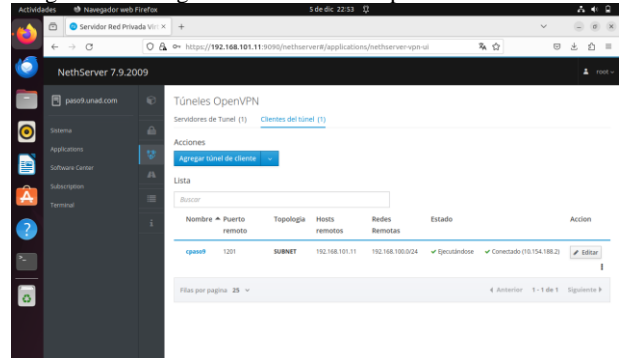 Actividades Navegador web Firefox 5 de dic 22:53
Servidor Red Privada Virt
https://192.168.101.11:9090/nethserver#/applications/nethserver-vpn-ui
NethServer 7.9.2009 root
paso9.unad.com
Sistema
Applications
Software Center
Subscription
Terminal
Túneles OpenVPN
Servidores de Tunel (1) Clientes del túnel (1)
Acciones
Agregar túnel de cliente
Lista
Buscar
Nombre Puerto remoto Topología Hosts remotos Redes Remotas Estado Accion
cpaso9 1201 SUBNET 192.168.101.11 192.168.100.0/24 Ejecutándose Conectado (10.154.188.2) Editar
Filas por pagina 25 Anterior 1 - 1 de 1 Siguiente